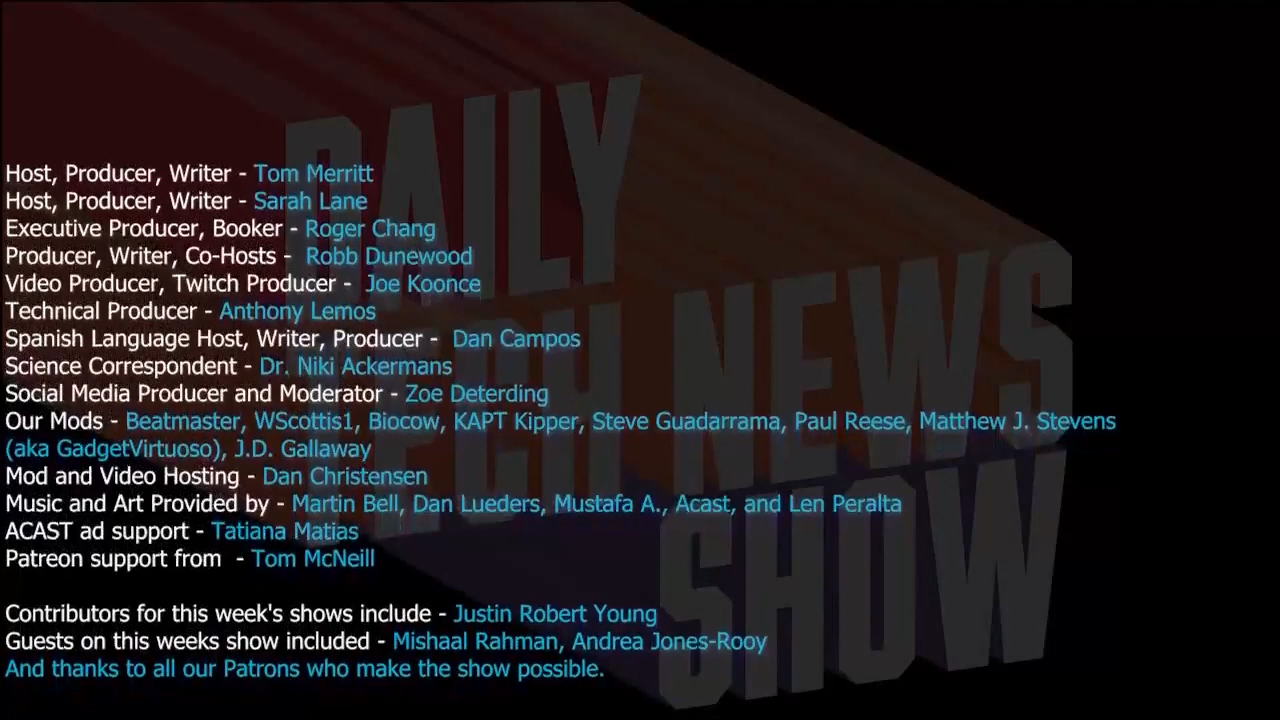 DAILY
TECH NEWS
SHOW
Host, Producer, Writer - Tom Merritt
Host, Producer, Writer - Sarah Lane
Executive Producer, Booker - Roger Chang
Producer, Writer, Co-Hosts -  Robb Dunewood
Video Producer, Twitch Producer -  Joe Koonce
Technical Producer - Anthony Lemos
Spanish Language Host, Writer, Producer -  Dan Campos
Science Correspondent - Dr. Niki Ackermans
Social Media Producer and Moderator - Zoe Deterding
Our Mods - Beatmaster, WScottis1, Biocow, KAPT Kipper, Steve Guadarrama, Paul Reese, Matthew J. Stevens
(aka GadgetVirtuoso), J.D. Gallaway
Mod and Video Hosting - Dan Christensen
Music and Art Provided by - Martin Bell, Dan Lueders, Mustafa A., Acast, and Len Peralta
ACAST ad support - Tatiana Matias
Patreon support from  - Tom McNeill
Contributors for this week's shows include - Justin Robert Young
Guests on this weeks show included - Mishaal Rahman, Andrea Jones-Rooy
And thanks to all our Patrons who make the show possible.